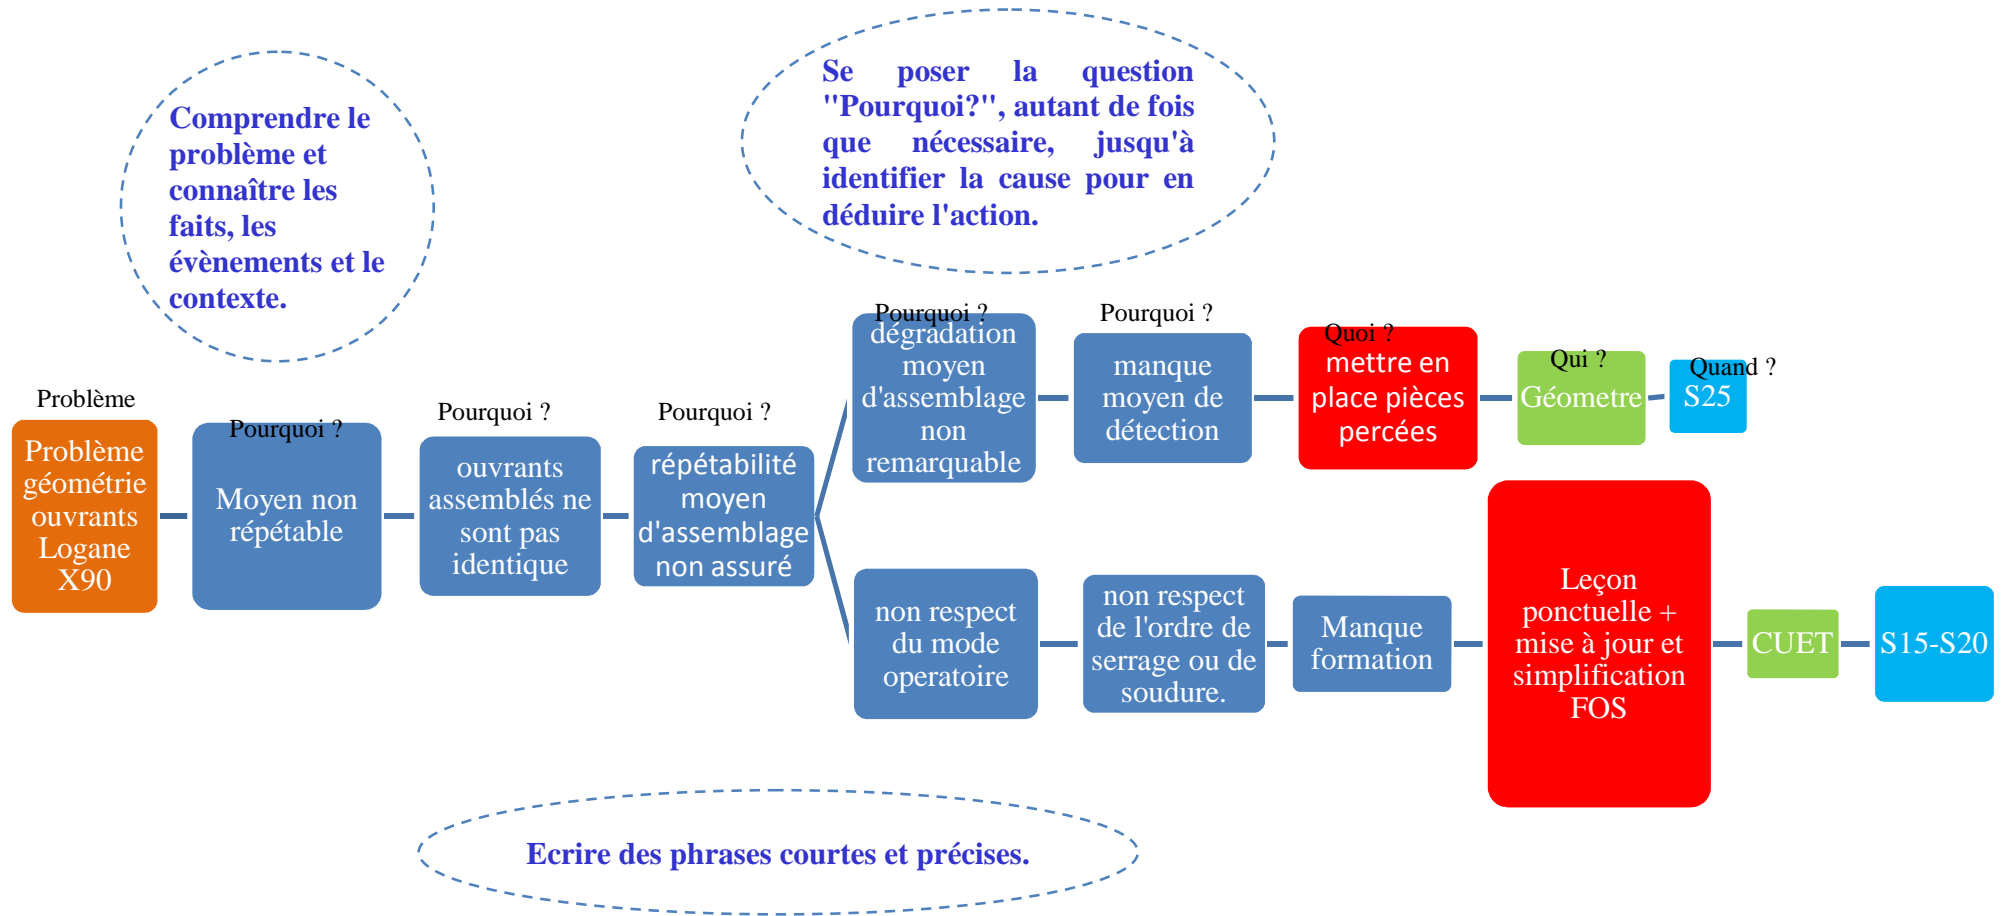 Comprendre le
problème et
connaître les
faits, les
évènements et le
contexte.
Se poser la question
"Pourquoi?", autant de fois
que nécessaire, jusqu'à
identifier la cause pour en
déduire l'action.
Problème
Problème
géométrie
ouvrants
Logane
X90
Pourquoi ?
Moyen non
répétable
Pourquoi ?
ouvrants
assemblés ne
sont pas
identique
Pourquoi ?
répétabilité
moyen
d'assemblage
non assuré
Pourquoi ?
dégradation
moyen
d'assemblage
non
remarquable
Pourquoi ?
manque
moyen de
détection
Quoi ?
mettre en
place pièces
percées
Qui ?
Géometre
Quand ?
S25
non respect
du mode
operatoire
non respect
de l'ordre de
serrage ou de
soudure.
Manque
formation
Leçon
ponctuelle +
mise à jour et
simplification
FOS
CUET
S15-S20
Ecrire des phrases courtes et précises.